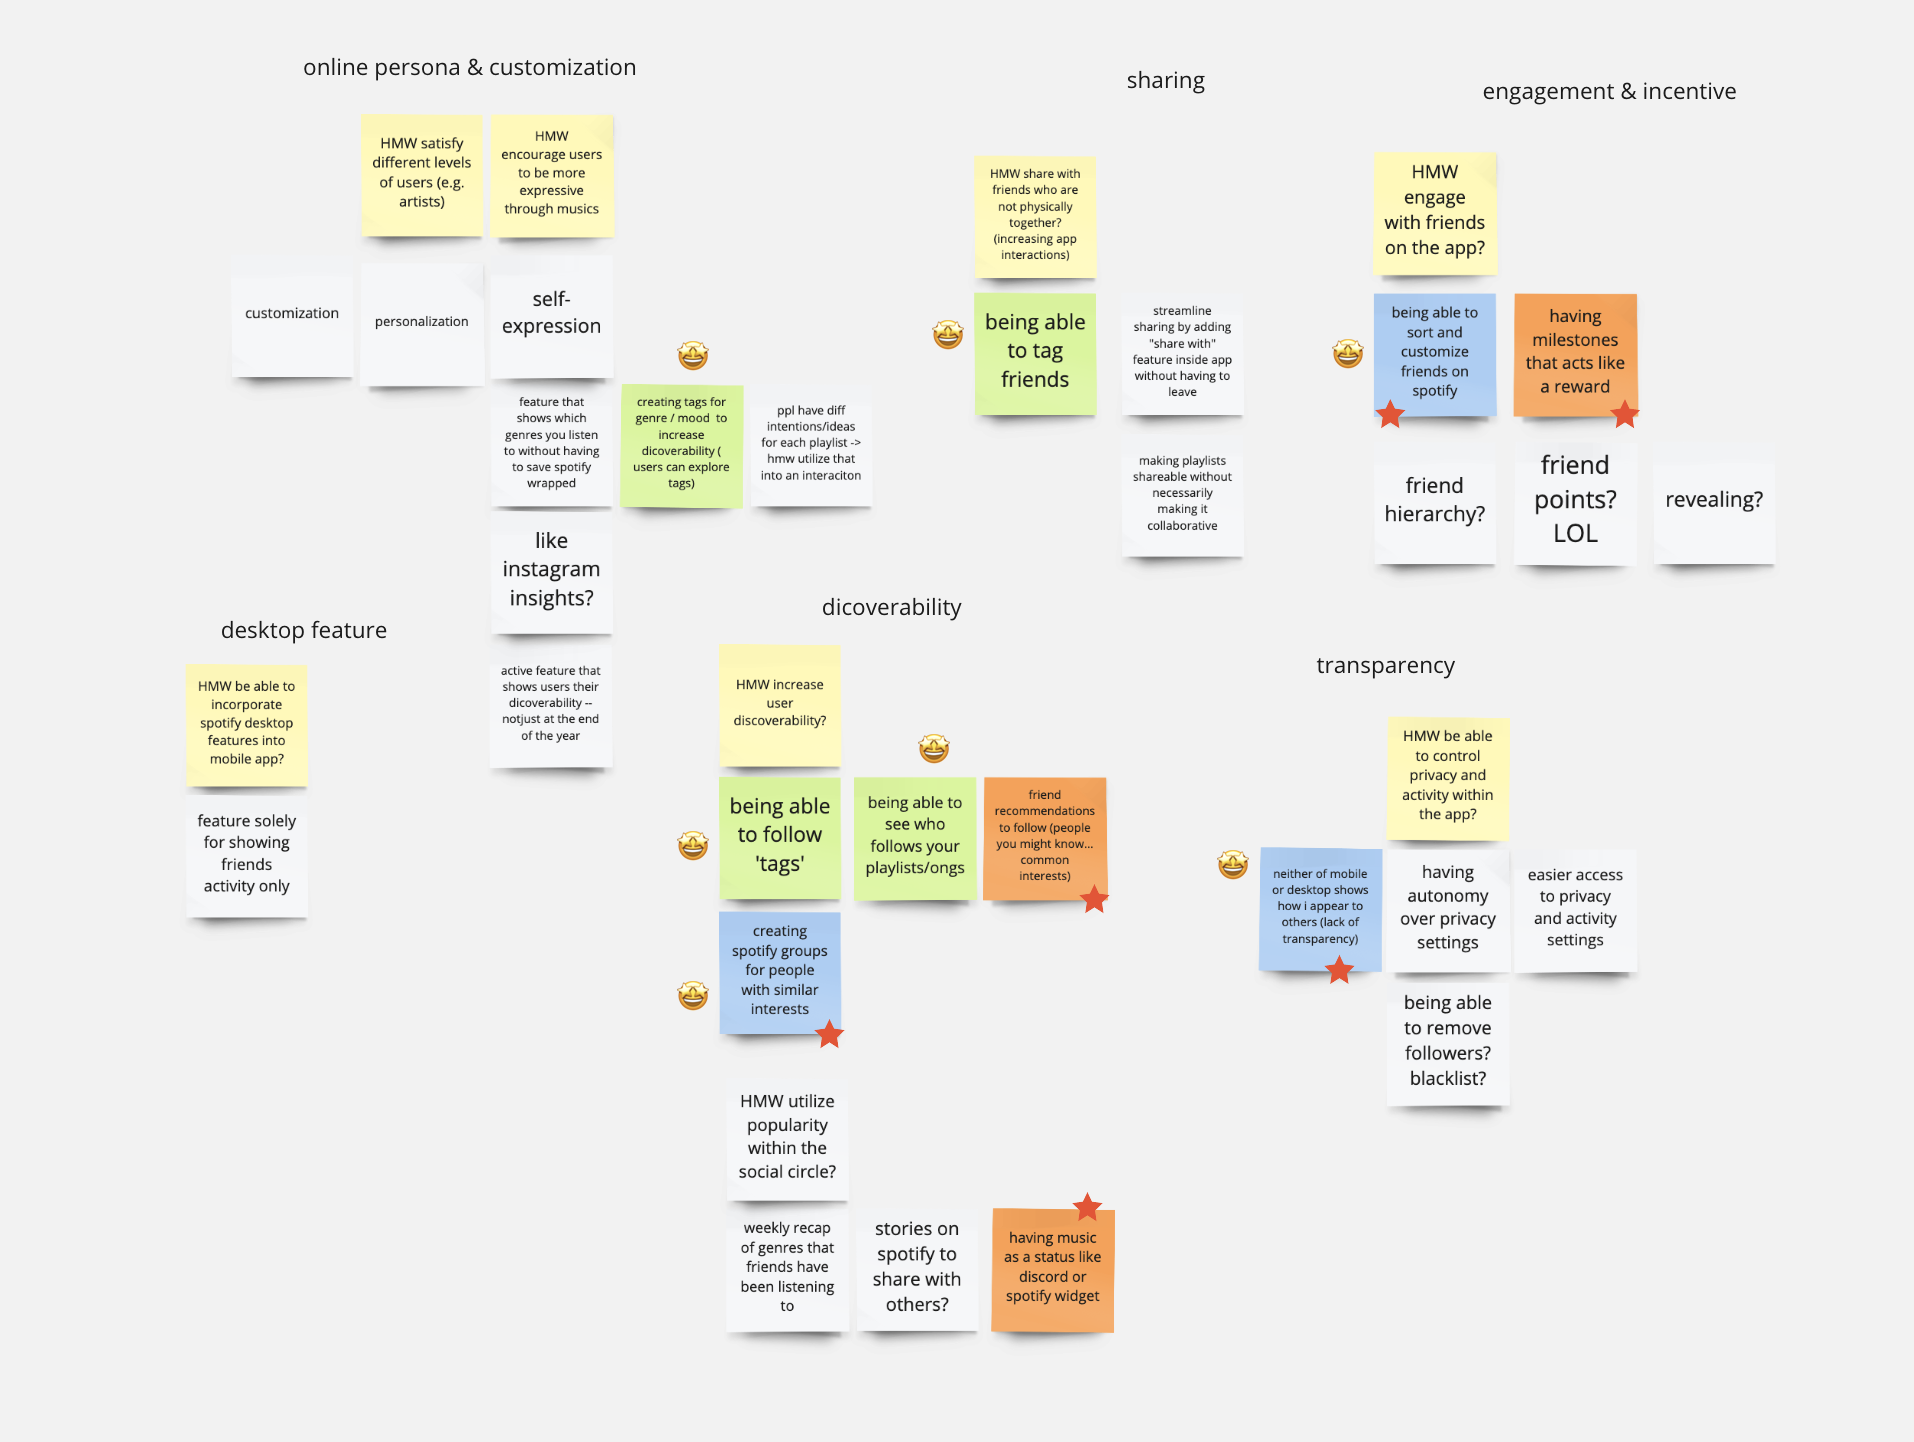 online persona & customization
HMW satisfy
different levels
of users (e.g.
artists)
HMW
encourage users
to be more
expressive
through musics
customization
personalization
self-
expression
feature that
shows which
genres you listen
to without having
to save spotify
wrapped
creating tags for
genre / mood to
increase
dicoverability (
users can explore
tags)
ppl have diff
intentions/ideas
for each playlist ->
hmw utilize that
into an interaciton
like
instagram
insights?
active feature that
shows users their
dicoverability --
notjust at the end
of the year
sharing
HMW share with
friends who are
not physically
together?
(increasing app
interactions)
being able
to tag
friends
streamline
sharing by adding
"share with"
feature inside app
without having to
leave
making playlists
shareable without
necessarily
making it
collaborative
engagement & incentive
HMW
engage
with friends
on the app?
being able to
sort and
customize
friends on
spotify
having
milestones
that acts like
a reward
friend
hierarchy?
friend
points?
LOL
revealing?
desktop feature
HMW be able to
incorporate
spotify desktop
features into
mobile app?
feature solely
for showing
friends
activity only
dicoverability
HMW increase
user
discoverability?
being able
to follow
'tags'
being able to
see who
follows your
playlists/ongs
friend
recommendations
to follow (people
you might know...
common
interests)
creating
spotify groups
for people
with similar
interests
HMW utilize
popularity
within the
social circle?
weekly recap
of genres that
friends have
been listening
to
stories on
spotify to
share with
others?
having music
as a status like
discord or
spotify widget
transparency
HMW be able
to control
privacy and
activity within
the app?
neither of mobile
or desktop shows
how i appear to
others (lack of
transparency)
having
autonomy
over privacy
settings
easier access
to privacy
and activity
settings
being able
to remove
followers?
blacklist?